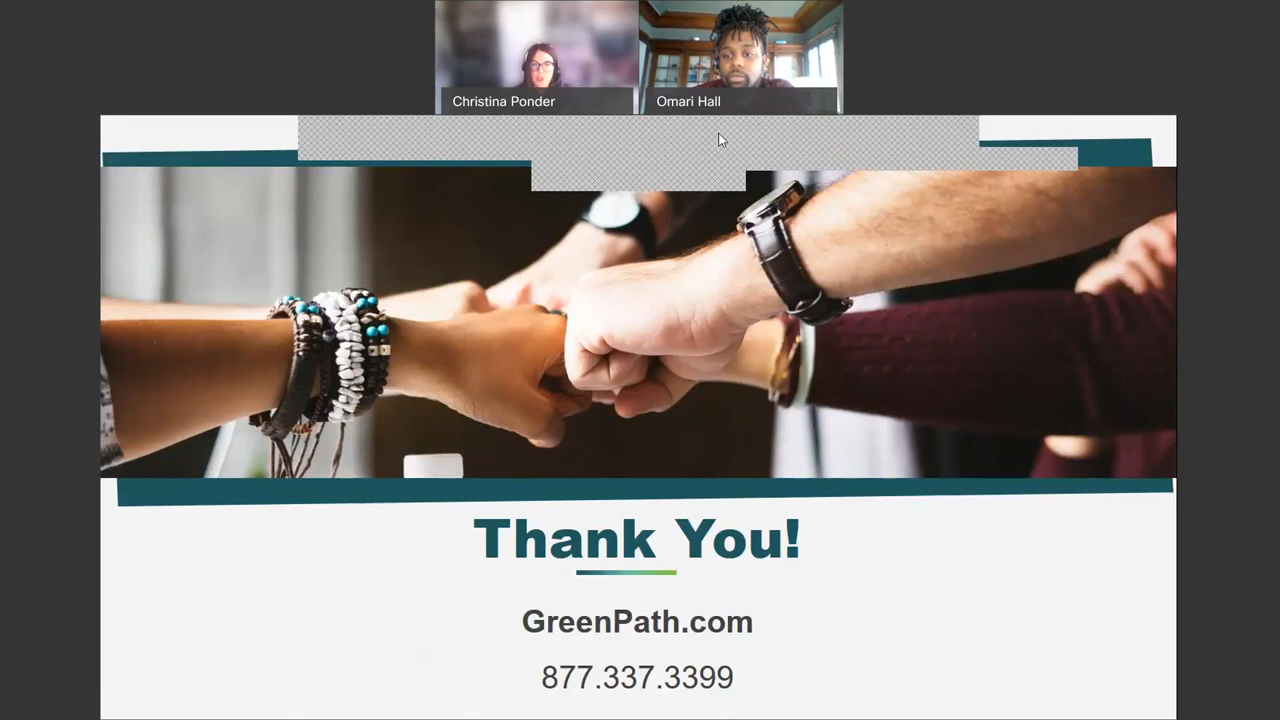 Christina Ponder
Omari Hall
Thank You!
GreenPath.com
877.337.3399